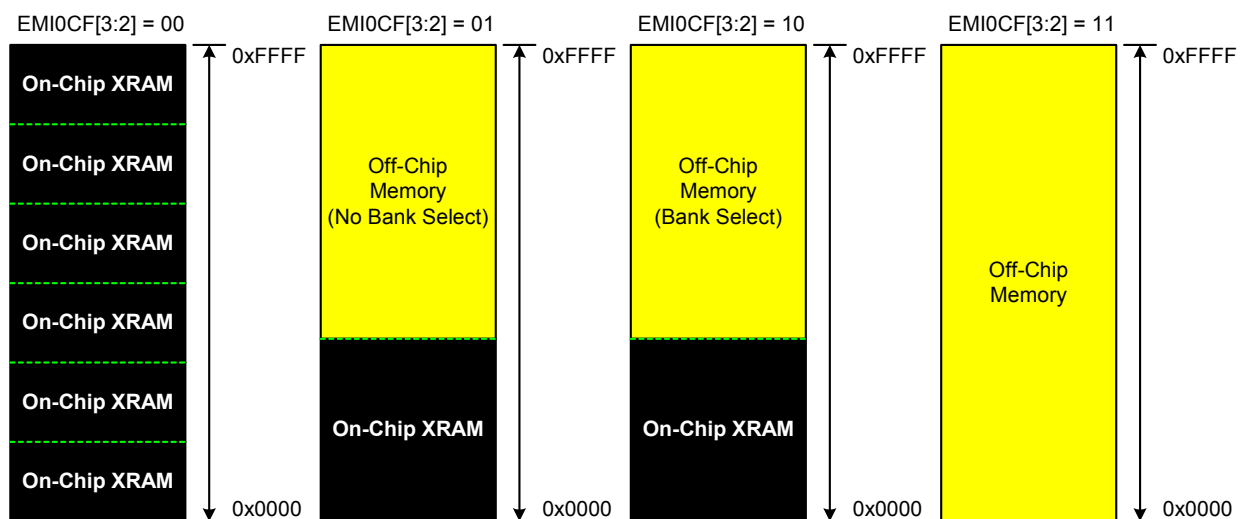 EMI0CF[3:2] = 00
On-Chip XRAM
On-Chip XRAM
On-Chip XRAM
On-Chip XRAM
On-Chip XRAM
On-Chip XRAM
0xFFFF
0x0000
EMI0CF[3:2] = 01
Off-Chip
Memory
(No Bank Select)
On-Chip XRAM
0xFFFF
0x0000
EMI0CF[3:2] = 10
Off-Chip
Memory
(Bank Select)
On-Chip XRAM
0xFFFF
0x0000
EMI0CF[3:2] = 11
Off-Chip
Memory
0xFFFF
0x0000